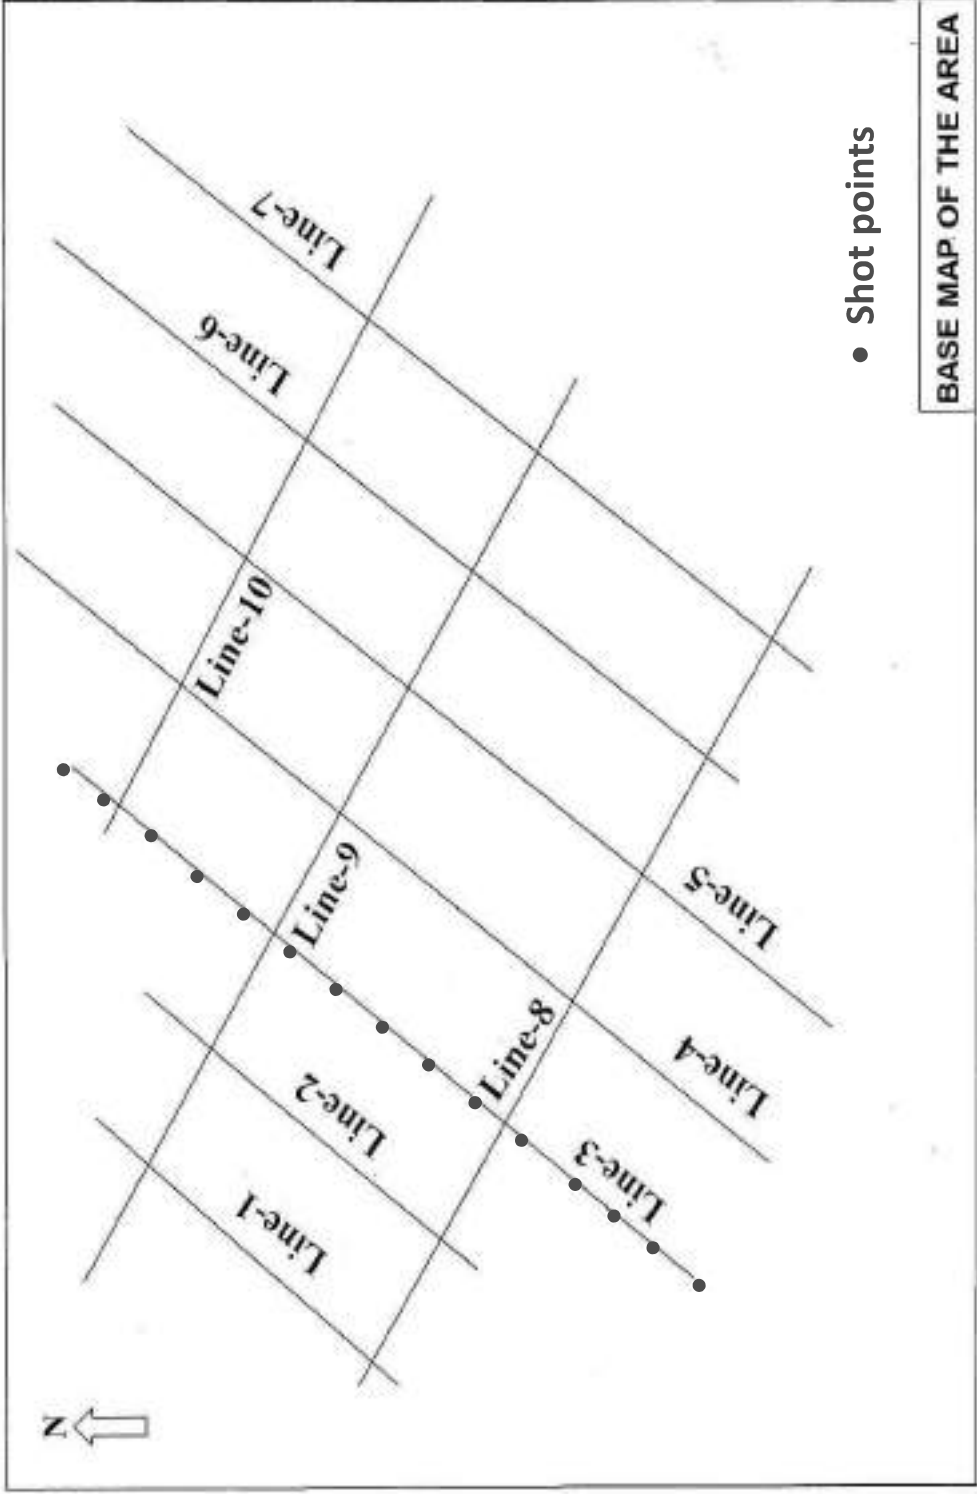 N
Line-1
Line-2
Line-3
Line-4
Line-5
Line-6
Line-7
Line-8
Line-9
Line-10
Shot points
BASE MAP OF THE AREA